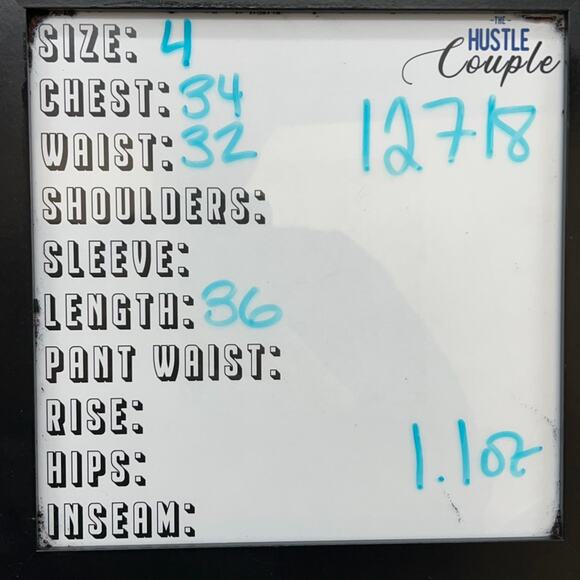 THE
HUSTLE
Couple
SIZE: 4
CHEST: 34
12718
WAIST: 32
SHOULDERS:
SLEEVE:
LENGTH: 36
PANT WAIST:
RISE:
HIPS:
1.1oz
INSEAM: